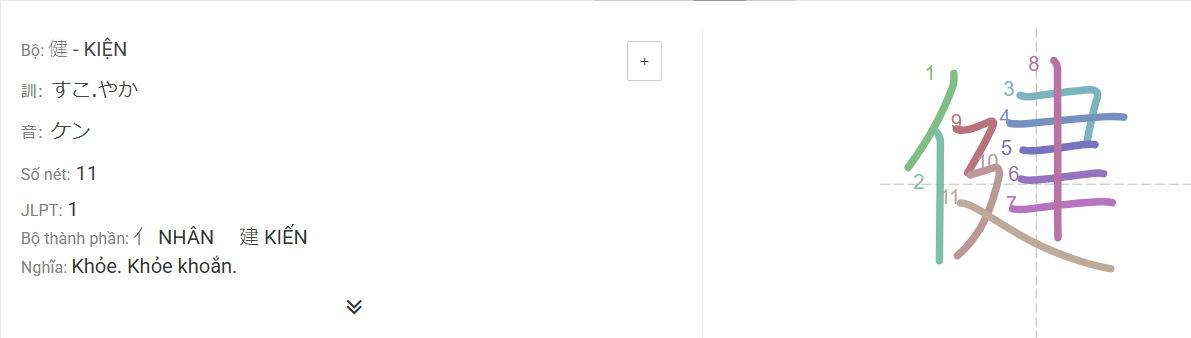 Bộ: 健 - KIỆN
訓: すこ.やか
音: ケン
Số nét: 11
JLPT: 1
Bộ thành phần: 亻 NHÂN 建 KIẾN
Nghĩa: Khỏe. Khỏe khoắn.
+
健
1
2
3
4
5
6
7
8
9
10
11